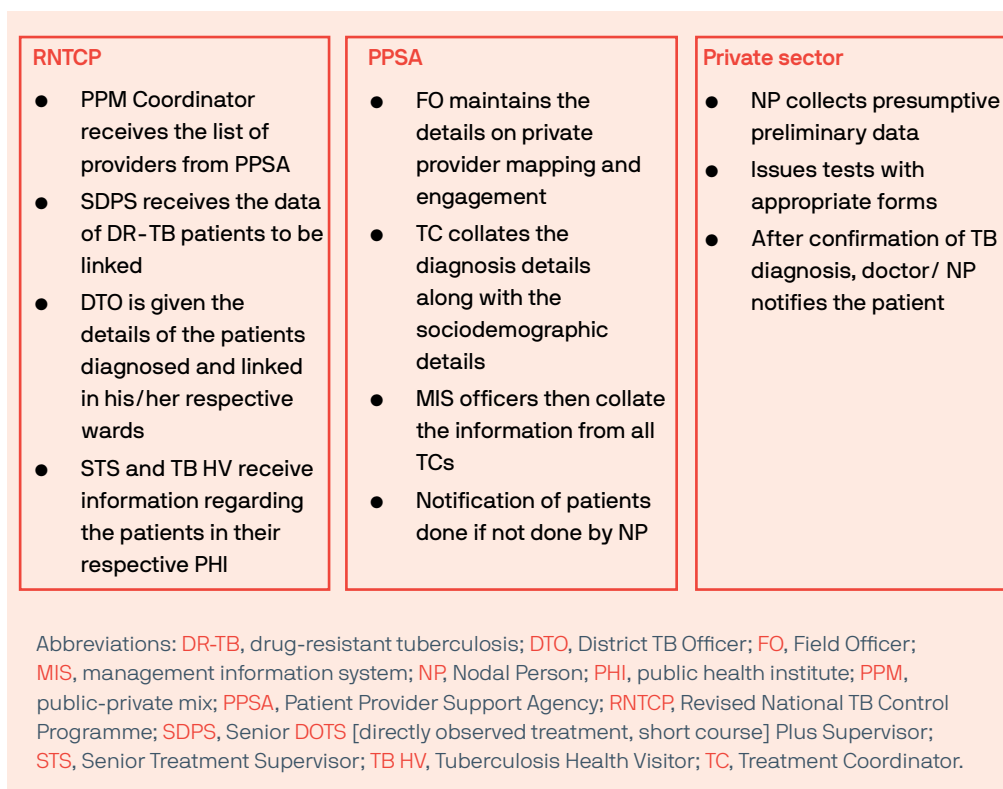 RNTCP
● PPM Coordinator
receives the list of
providers from PPSA
● SDPS receives the data
of DR-TB patients to be
linked
● DTO is given the
details of the patients
diagnosed and linked
in his/her respective
wards
● STS and TB HV receive
information regarding
the patients in their
respective PHI
PPSA
● FO maintains the
details on private
provider mapping and
engagement
● TC collates the
diagnosis details
along with the
sociodemographic
details
● MIS officers then collate
the information from all
TCs
● Notification of patients
done if not done by NP
Private sector
● NP collects presumptive
preliminary data
● Issues tests with
appropriate forms
● After confirmation of TB
diagnosis, doctor/ NP
notifies the patient
Abbreviations: DR-TB, drug-resistant tuberculosis; DTO, District TB Officer; FO, Field Officer;
MIS, management information system; NP, Nodal Person; PHI, public health institute; PPM,
public-private mix; PPSA, Patient Provider Support Agency; RNTCP, Revised National TB Control
Programme; SDPS, Senior DOTS [directly observed treatment, short course] Plus Supervisor;
STS, Senior Treatment Supervisor; TB HV, Tuberculosis Health Visitor; TC, Treatment Coordinator.